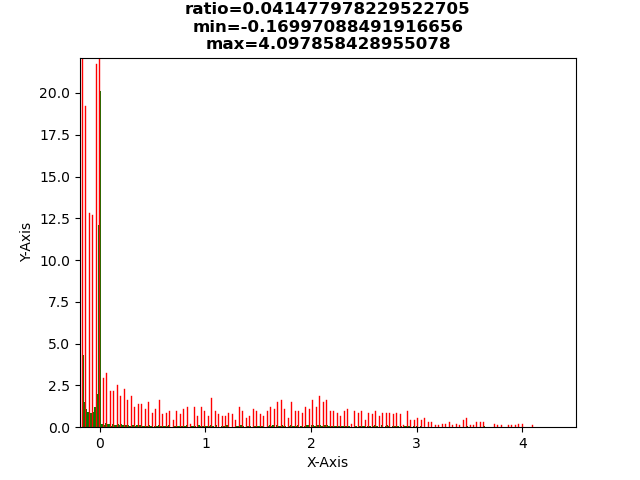 ratio=0.041477978229522705
min=-0.16997088491916656
max=4.097858428955078
20.0
17.5
15.0
12.5
10.0
7.5
5.0
2.5
0.0
Y-Axis
0 1 2 3 4
X-Axis